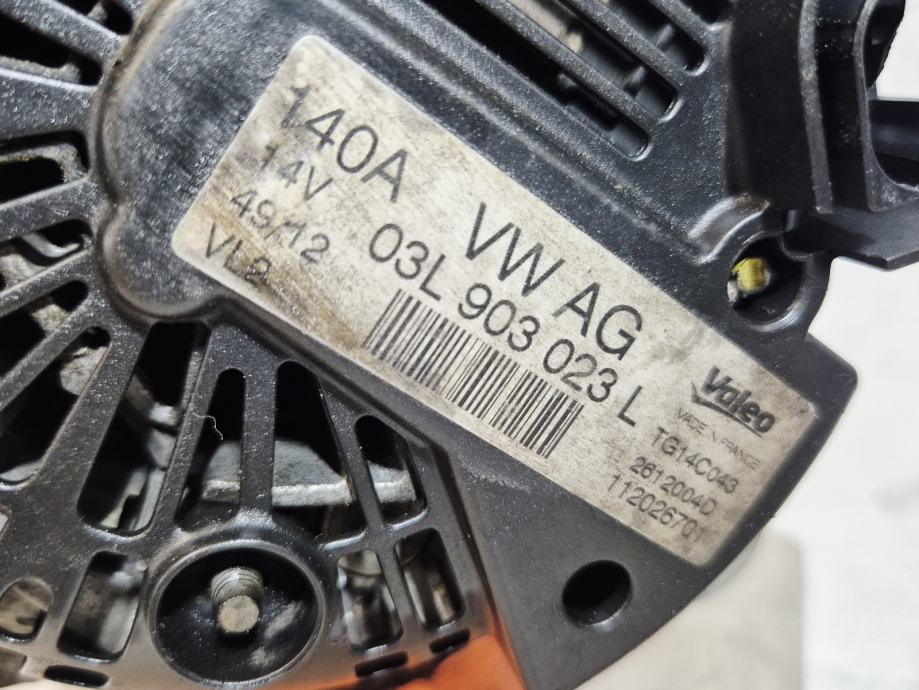 140A
14V
49/12
VL2
VW AG
03L 903 023 L
Valeo
MADE IN FRANCE
TG14C043
2612004D
112026701